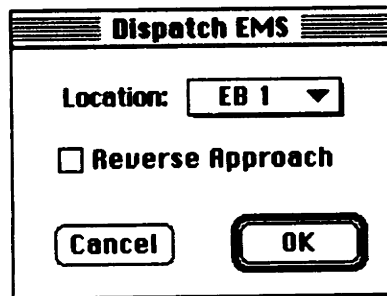 Dispatch EMS
Location: EB 1
Reverse Approach
Cancel OK